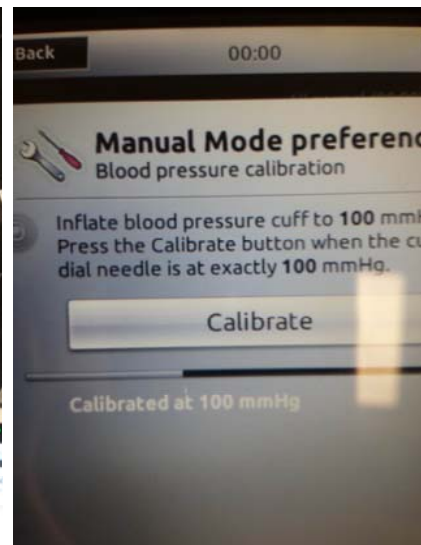 Back
00:00
Manual Mode preferenc
Blood pressure calibration
Inflate blood pressure cuff to 100 mmH
Press the Calibrate button when the cu
dial needle is at exactly 100 mmHg.
Calibrate
Calibrated at 100 mmHg